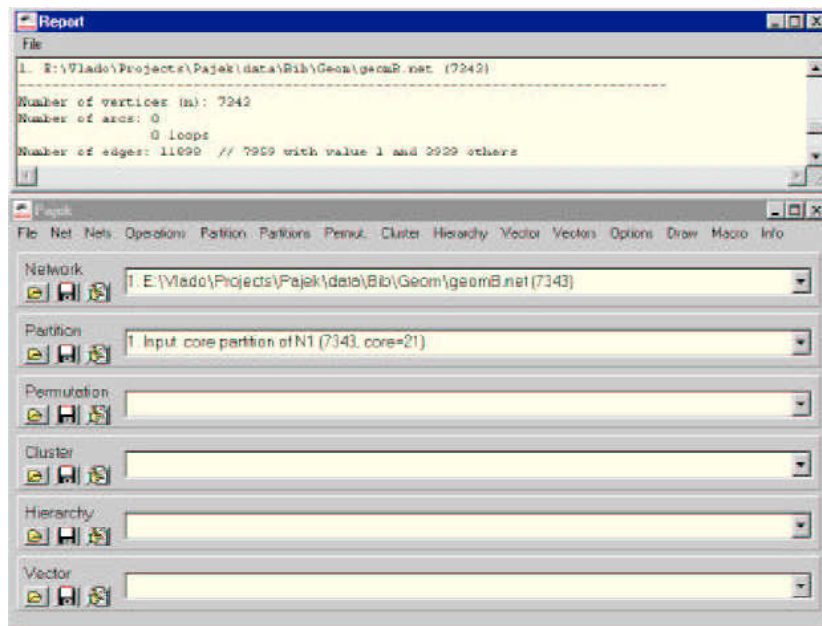 Report
File
1. E:\Vlado\Projects\Pajek\data\Bib\Geom\geomB.net (7343)
------------------------------------------------------------------------
Number of vertices (n): 7343
Number of arcs: 0
0 loops
Number of edges: 11898 // 7959 with value 1 and 3939 others
Pajek
File Net Nets Operations Partition Partitions Permut. Cluster Hierarchy Vector Vectors Options Draw Macro Info
Network
1. E:\Vlado\Projects\Pajek\data\Bib\Geom\geomB.net (7343)
Partition
1. Input core partition of N1 (7343, core=21)
Permutation
Cluster
Hierarchy
Vector